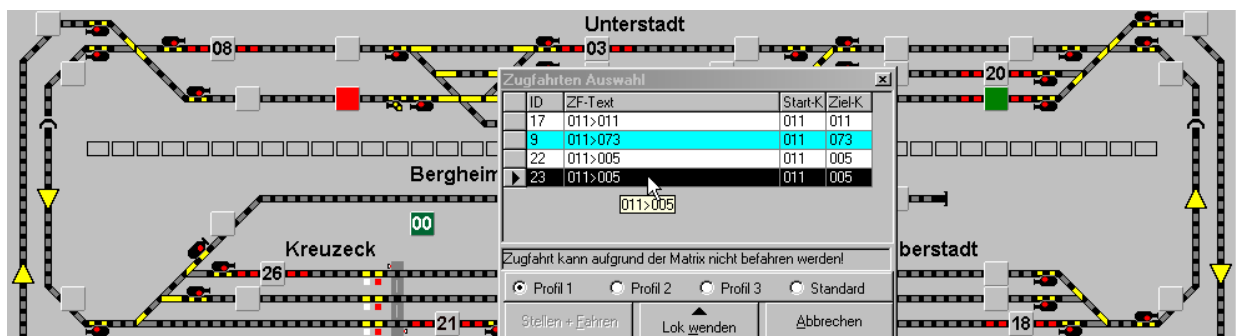 Unterstadt
08
03
Zugfahrten Auswahl
20
ID ZF-Text Start-K Ziel-K
17 011>011 011 011
9 011>073 011 073
22 011>005 011 005
23 011>005 011 005
011>005
Bergheim
00
Kreuzeck
berstadt
Zugfahrt kann aufgrund der Matrix nicht befahren werden!
26
Profil 1 Profil 2 Profil 3 Standard
21
Stellen + Fahren Lok wenden Abbrechen
18